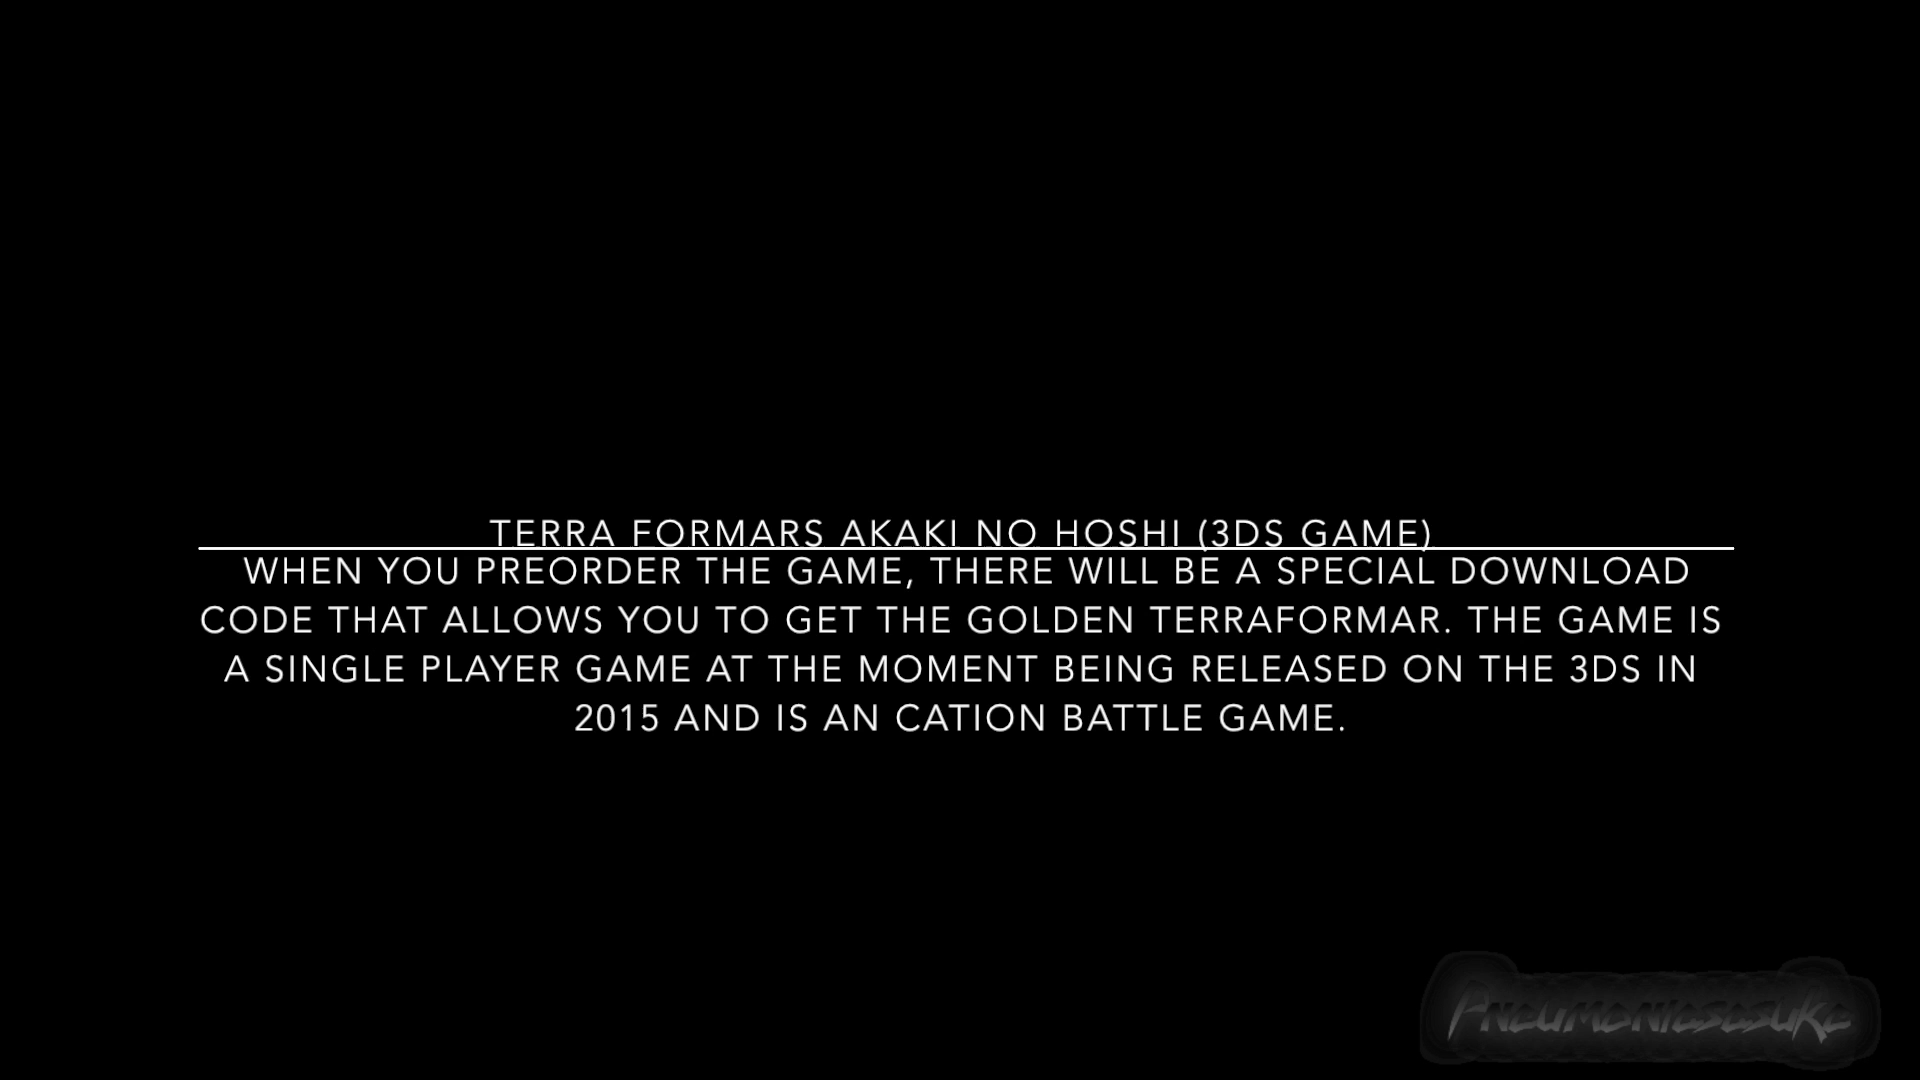 TERRA FORMARS AKAKI NO HOSHI (3DS GAME)
WHEN YOU PREORDER THE GAME, THERE WILL BE A SPECIAL DOWNLOAD
CODE THAT ALLOWS YOU TO GET THE GOLDEN TERRAFORMAR. THE GAME IS
A SINGLE PLAYER GAME AT THE MOMENT BEING RELEASED ON THE 3DS IN
2015 AND IS AN CATION BATTLE GAME.